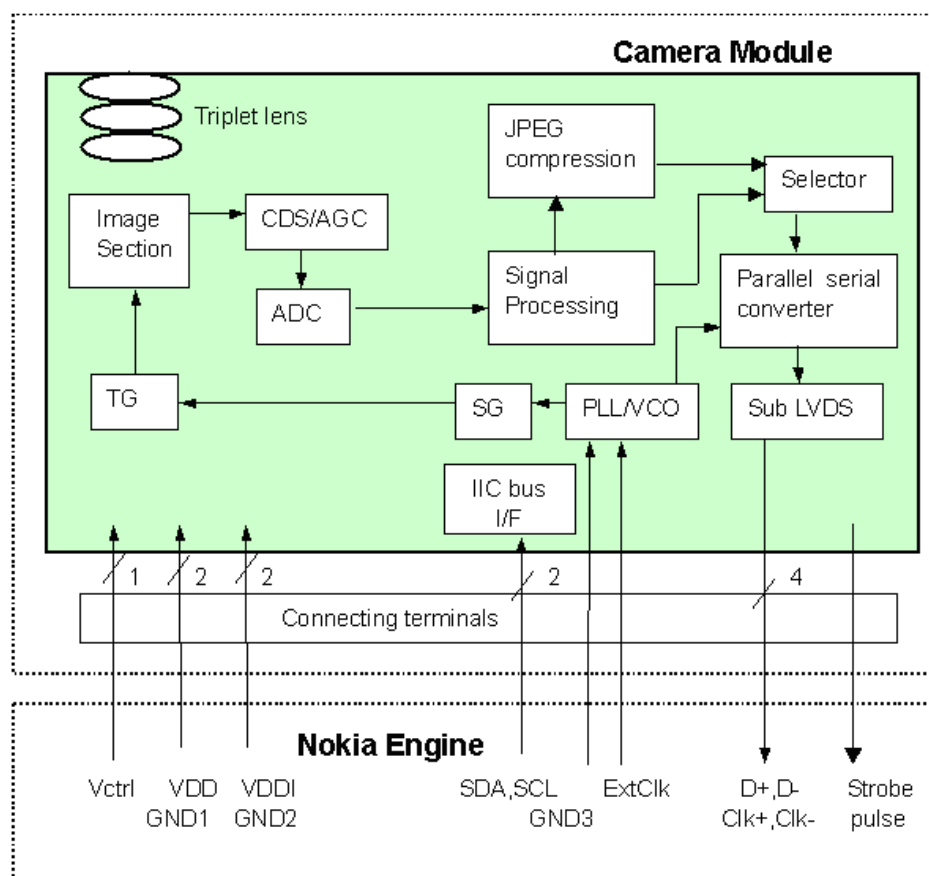 Camera Module
Triplet lens
JPEG
compression
Selector
Image
Section
CDS/AGC
ADC
Signal
Processing
Parallel serial
converter
TG
SG
PLL/VCO
Sub LVDS
IIC bus
I/F
1
2
2
2
4
Connecting terminals
Nokia Engine
Vctrl
VDD
GND1
VDDI
GND2
SDA,SCL
GND3
ExtClk
D+,D-
Clk+,Clk-
Strobe
pulse